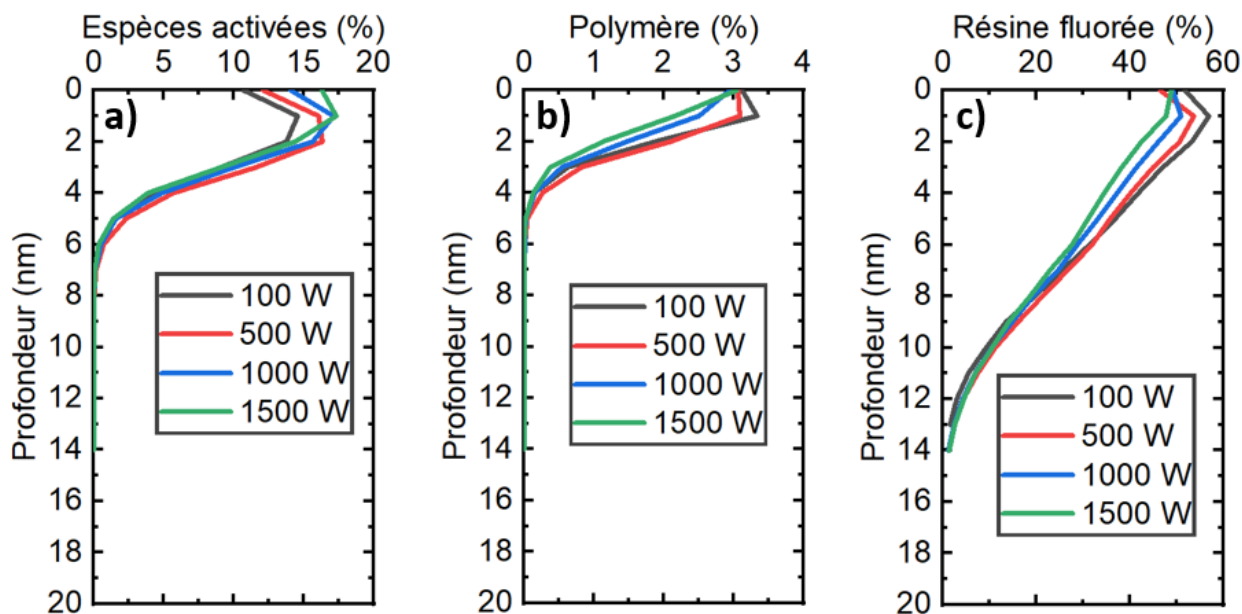 Espèces activées (%)
0 5 10 15 20
a)
Profondeur (nm)
0
2
4
6
8
10
12
14
16
18
20
100 W
500 W
1000 W
1500 W
Polymère (%)
0 1 2 3 4
b)
Profondeur (nm)
0
2
4
6
8
10
12
14
16
18
20
100 W
500 W
1000 W
1500 W
Résine fluorée (%)
0 20 40 60
c)
Profondeur (nm)
0
2
4
6
8
10
12
14
16
18
20
100 W
500 W
1000 W
1500 W